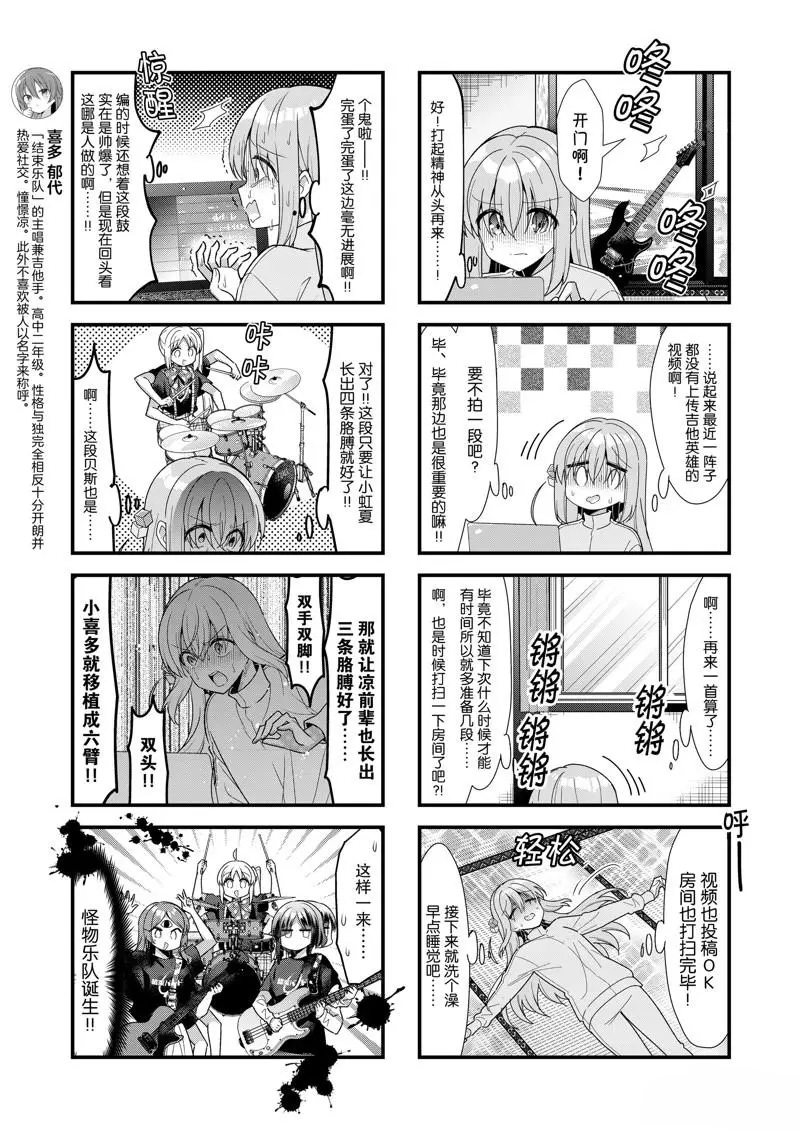 咚咚
开门啊！
好！打起精神
从头再来……！
咚咚
……说起来最近一阵子
都没有上传吉他英雄的
视频啊！
要不拍一段吧？
毕、毕竟那边也是很
重要的嘛！！
啊……再来一首算了……
锵锵
锵锵
锵锵
锵锵
毕竟不知道下次什么时候才能
有时间所以就多准备几段……
啊，也是时候打扫一下房间了吧？！
呼
视频也投稿OK
房间也打扫完毕！
轻松
接下来就洗个澡
早点睡觉吧……
个鬼啦——！！
完蛋了完蛋了这边毫无进展啊！！
惊醒
编的时候还想着这段鼓
实在是帅爆了，但是现在回头看
这哪是人做的啊……！！
对了！！这段只要让小虹夏
长出四条胳膊就好了！！
咔咔
啊……这段贝斯也是……
那就让凉前辈也长出
三条胳膊好了……
双手双脚！！
双头！！
小喜多就移植成六臂！！
这样一来……
怪物乐队诞生！！
喜多 郁代
「结束乐队」的主唱兼吉他手。高中二年级。性格与独完全相反十分开朗并
热爱社交。憧憬凉。此外不喜欢被人以名字来称呼。